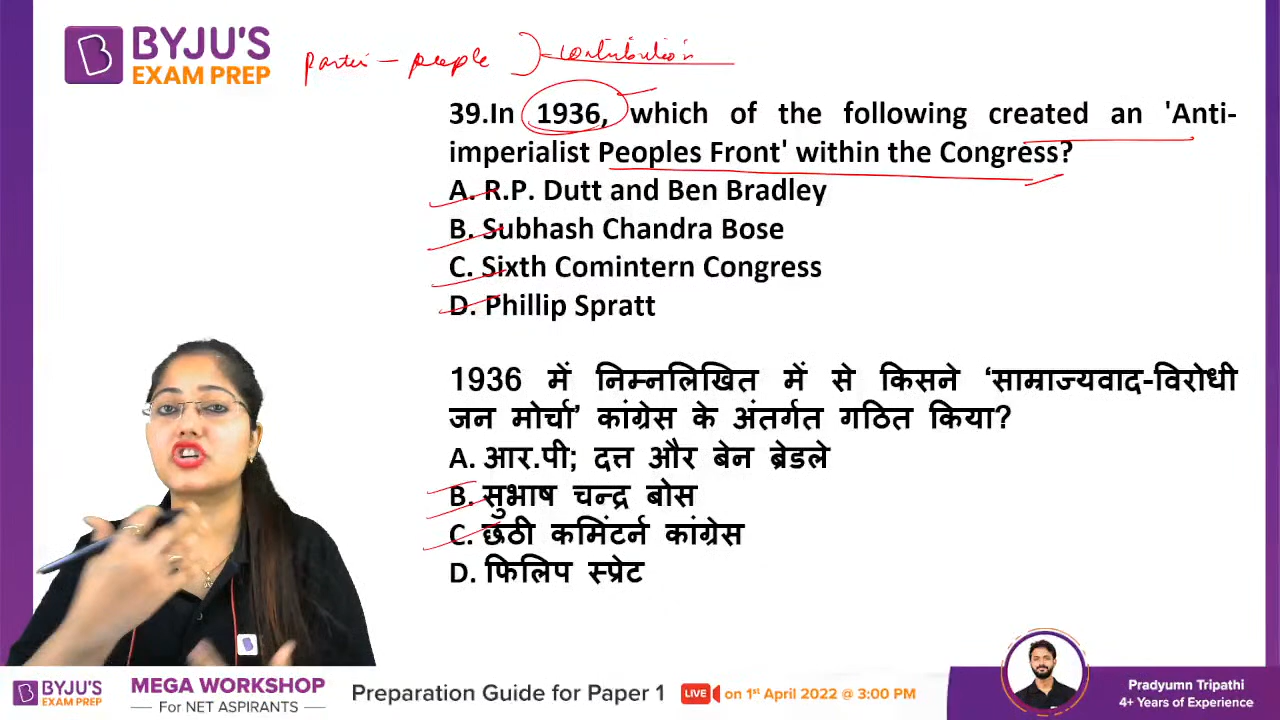 BYJU'S
EXAM PREP
people
contribution
39.In 1936, which of the following created an 'Anti-
imperialist Peoples Front' within the Congress?
A. R.P. Dutt and Ben Bradley
B. Subhash Chandra Bose
C. Sixth Comintern Congress
D. Phillip Spratt
1936 में निम्नलिखित में से किसने ‘साम्राज्यवाद-विरोधी
जन मोर्चा’ कांग्रेस के अंतर्गत गठित किया?
A. आर.पी; दत्त और बेन ब्रेडले
B. सुभाष चन्द्र बोस
C. छठी कमिंटर्न कांग्रेस
D. फिलिप स्प्रेट
BYJU'S
EXAM PREP
MEGA WORKSHOP
For NET ASPIRANTS
Preparation Guide for Paper 1
LIVE
on 1st April 2022 @ 3:00 PM
Pradyumn Tripathi
4+ Years of Experience